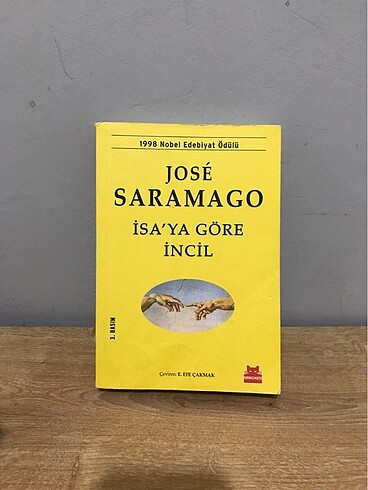 1998 Nobel Edebiyat Ödülü
JOSÉ
SARAMAGO
İSA'YA GÖRE
İNCİL
3. BASIM
Çeviren: E. EFE ÇAKMAK